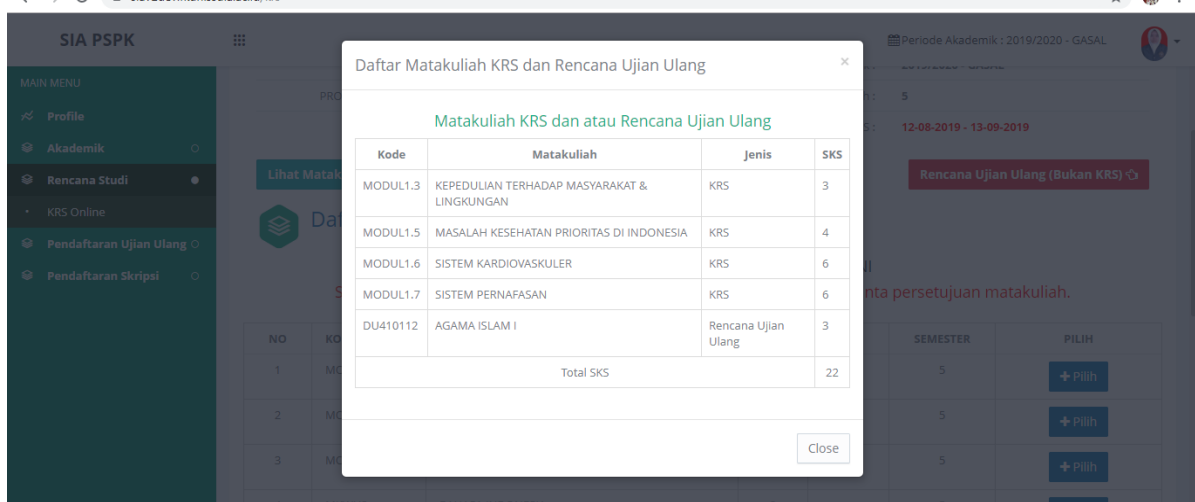 SIA PSPK
Periode Akademik : 2019/2020 - GASAL
MAIN MENU
Profile
Akademik
Rencana Studi
KRS Online
Pendaftaran Ujian Ulang
Pendaftaran Skripsi
5
12-08-2019 - 13-09-2019
Lihat
Rencana Ujian Ulang (Bukan KRS)
persetujuan matakuliah.
NO SEMESTER PILIH
1 5 + Pilih
2 5 + Pilih
3 5 + Pilih
Daftar Matakuliah KRS dan Rencana Ujian Ulang ×
Matakuliah KRS dan atau Rencana Ujian Ulang
Kode Matakuliah Jenis SKS
MODUL1.3 KEPEDULIAN TERHADAP MASYARAKAT & KRS 3
LINGKUNGAN
MODUL1.5 MASALAH KESEHATAN PRIORITAS DI INDONESIA KRS 4
MODUL1.6 SISTEM KARDIOVASKULER KRS 6
MODUL1.7 SISTEM PERNAFASAN KRS 6
DU410112 AGAMA ISLAM I Rencana Ujian 3
Ulang
Total SKS 22
Close